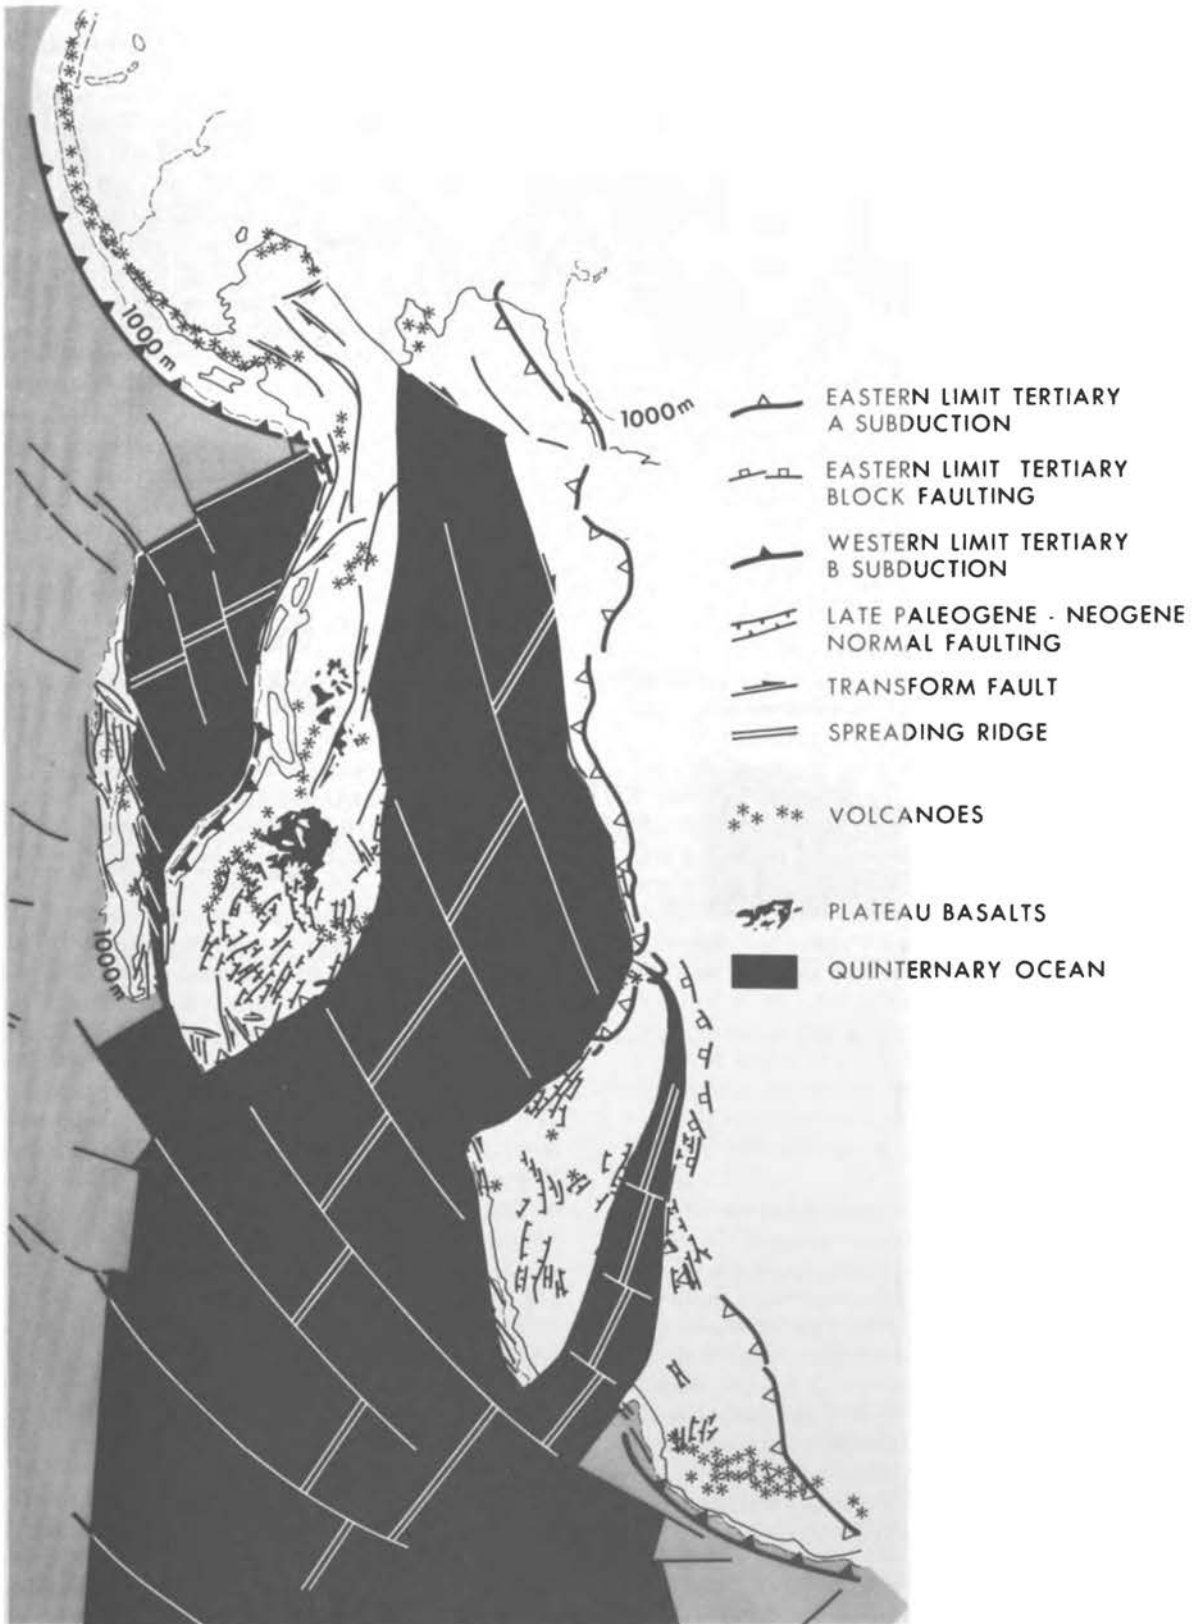 1000m
1000m
EASTERN LIMIT TERTIARY
A SUBDUCTION
EASTERN LIMIT TERTIARY
BLOCK FAULTING
WESTERN LIMIT TERTIARY
B SUBDUCTION
LATE PALEOGENE - NEOGENE
NORMAL FAULTING
TRANSFORM FAULT
SPREADING RIDGE
VOLCANOES
PLATEAU BASALTS
1000m
QUINTERNARY OCEAN